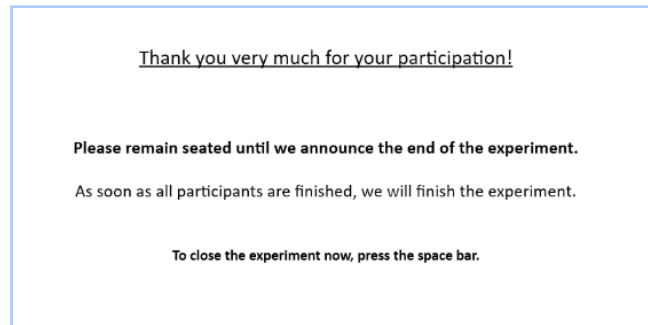 Thank you very much for your participation!
Please remain seated until we announce the end of the experiment.
As soon as all participants are finished, we will finish the experiment.
To close the experiment now, press the space bar.